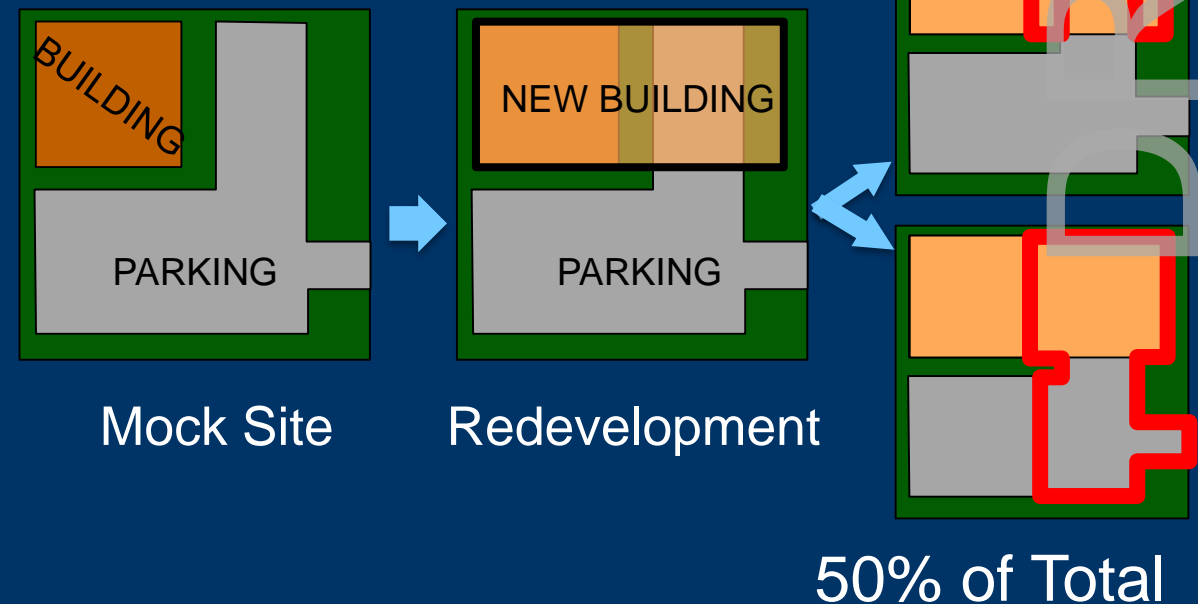 BUILDING
NEW BUILDING
PARKING
PARKING
Mock Site
Redevelopment
50% of Total